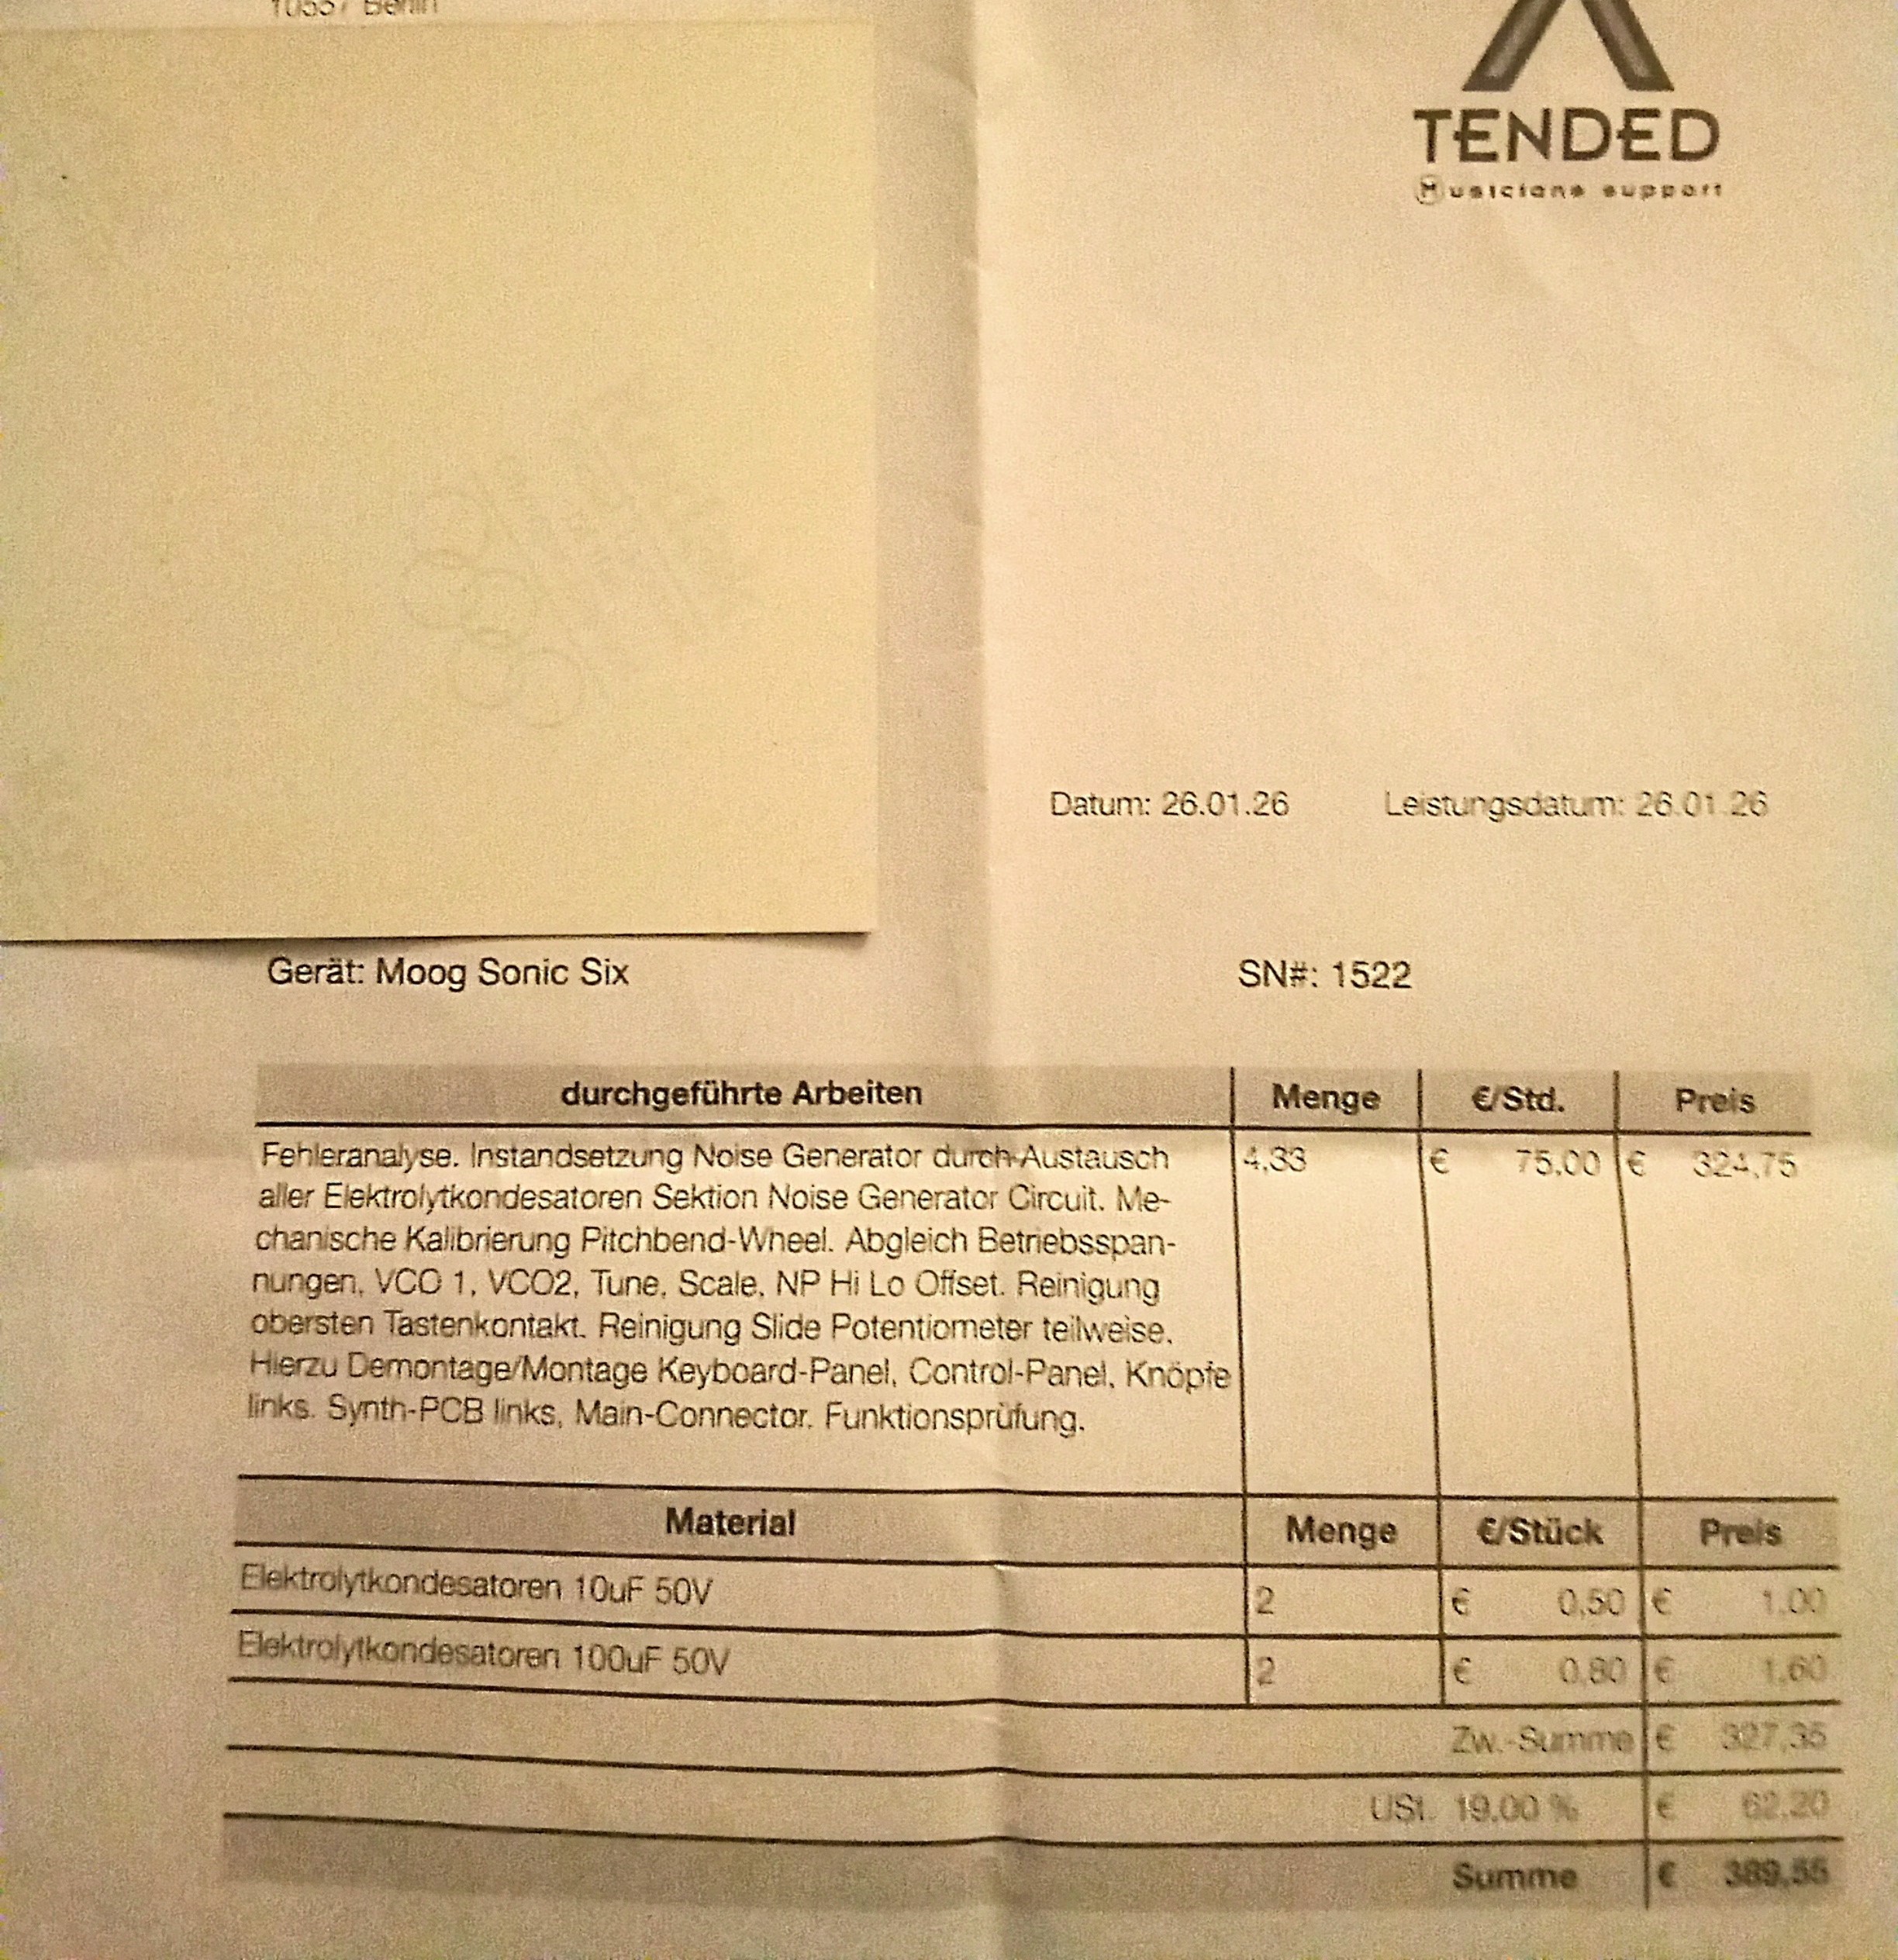 10557 Berlin
TENDED
Musicians support
Datum: 26.01.26 Leistungsdatum: 26.01.26
Gerät: Moog Sonic Six SN#: 1522
durchgeführte Arbeiten Menge €/Std. Preis
Fehleranalyse. Instandsetzung Noise Generator durch Austausch 4,33 € 75,00 € 324,75
aller Elektrolytkondesatoren Sektion Noise Generator Circuit. Me-
chanische Kalibrierung Pitchbend-Wheel. Abgleich Betriebsspan-
nungen, VCO 1, VCO2, Tune, Scale, NP Hi Lo Offset. Reinigung
obersten Tastenkontakt. Reinigung Slide Potentiometer teilweise.
Hierzu Demontage/Montage Keyboard-Panel, Control-Panel, Knöpfe
links. Synth-PCB links, Main-Connector. Funktionsprüfung.
Material Menge €/Stück Preis
Elektrolytkondesatoren 10uF 50V 2 € 0,50 € 1,00
Elektrolytkondesatoren 100uF 50V 2 € 0,80 € 1,60
Zw.-Summe € 327,35
USt. 19,00 % € 62,20
Summe € 389,55